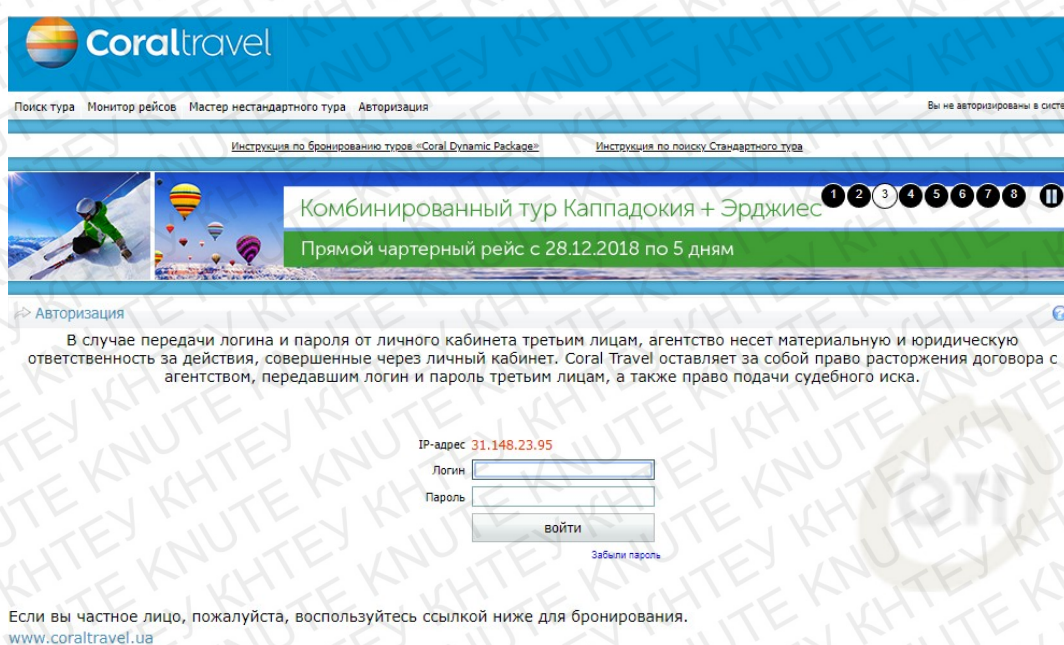 Coraltravel
Поиск тура Монитор рейсов Мастер нестандартного тура Авторизация Вы не авторизированы в систе
Инструкция по бронированию туров «Coral Dynamic Package» Инструкция по поиску Стандартного тура
1 2 3 4 5 6 7 8
Комбинированный тур Каппадокия + Эрджиес
Прямой чартерный рейс с 28.12.2018 по 5 дням
Авторизация
В случае передачи логина и пароля от личного кабинета третьим лицам, агентство несет материальную и юридическую
ответственность за действия, совершенные через личный кабинет. Coral Travel оставляет за собой право расторжения договора с
агентством, передавшим логин и пароль третьим лицам, а также право подачи судебного иска.
IP-адрес 31.148.23.95
Логин
Пароль
войти
Забыли пароль
Если вы частное лицо, пожалуйста, воспользуйтесь ссылкой ниже для бронирования.
www.coraltravel.ua